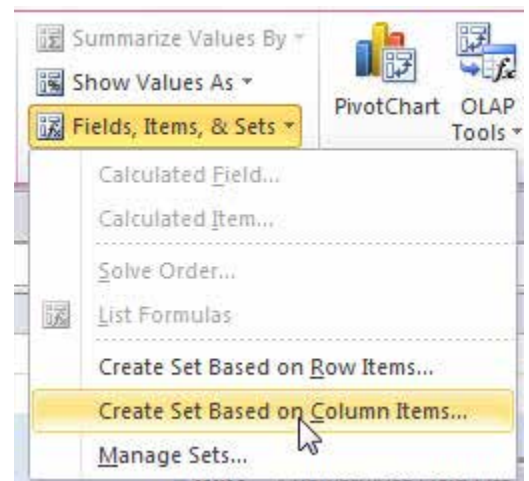 Summarize Values By
Show Values As
Fields, Items, & Sets
PivotChart
OLAP
Tools
Calculated Field...
Calculated Item...
Solve Order...
List Formulas
Create Set Based on Row Items...
Create Set Based on Column Items...
Manage Sets...